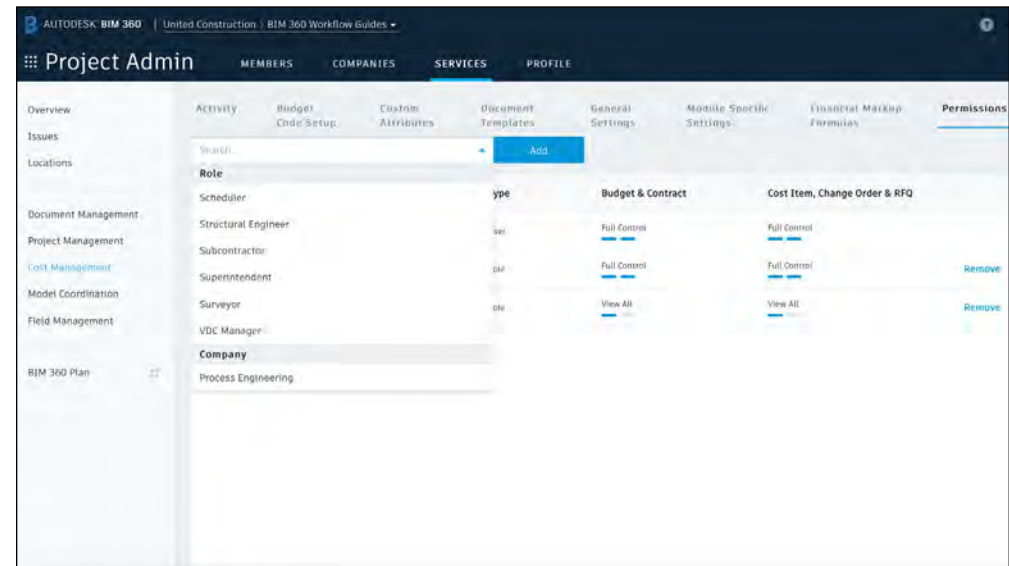 AUTODESK BIM 360 | United Construction > BIM 360 Workflow Guides
Project Admin MEMBERS COMPANIES SERVICES PROFILE
Overview
Issues
Locations
Document Management
Project Management
Cost Management
Model Coordination
Field Management
BIM 360 Plan
Activity Budget Code Setup Custom Attributes Document Templates General Settings Module Specific Settings Financial Markup Formulas Permissions
Search... Add
Role
Scheduler
Structural Engineer
Subcontractor
Superintendent
Surveyor
VDC Manager
Company
Process Engineering
ype Budget & Contract Cost Item, Change Order & RFQ
Full Control Full Control
Full Control Full Control Remove
View All View All Remove